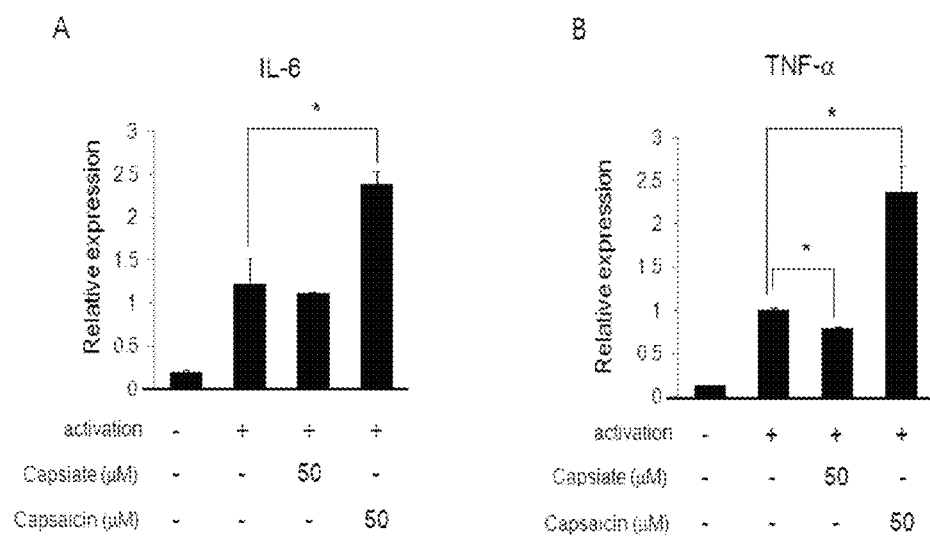 A
IL-6
*
Relative expression
3
2.5
2
1.5
1
0.5
0
activation - + + +
Capsiate (μM) - - 50 -
Capsaicin (μM) - - - 50
B
TNF-α
*
*
Relative expression
3
2.5
2
1.5
1
0.5
0
activation - + + +
Capsiate (μM) - - 50 -
Capsaicin (μM) - - - 50